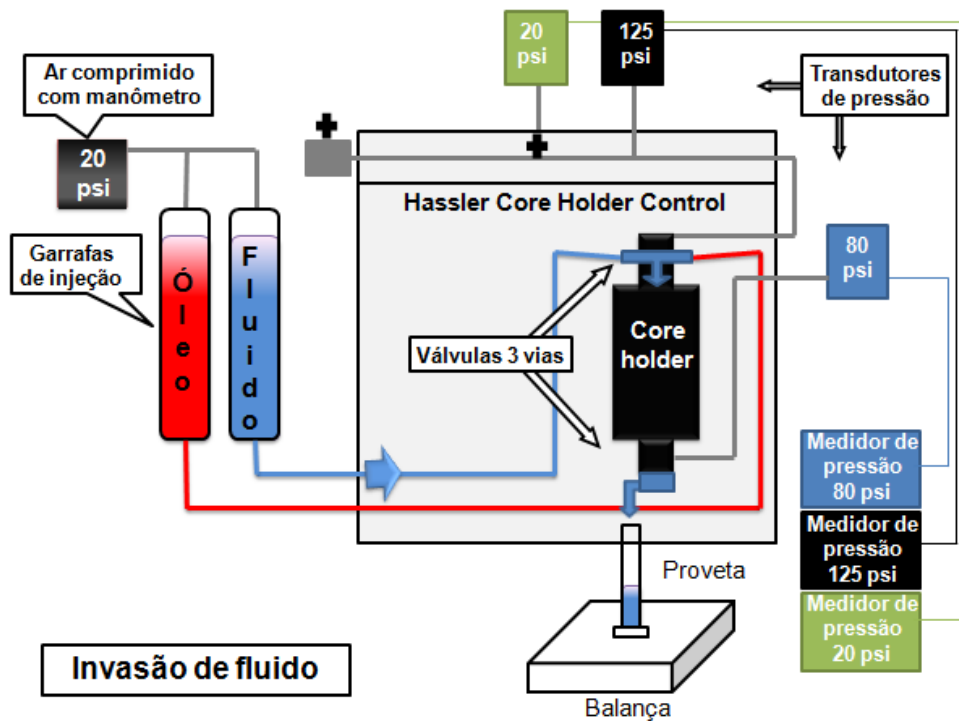 20
psi
125
psi
Ar comprimido
com manômetro
Transdutores
de pressão
20
psi
Hassler Core Holder Control
Garrafas
de injeção
Óleo
Fluido
80
psi
Core
holder
Válvulas 3 vias
Medidor de
pressão
80 psi
Medidor de
pressão
125 psi
Medidor de
pressão
20 psi
Proveta
Invasão de fluido
Balança